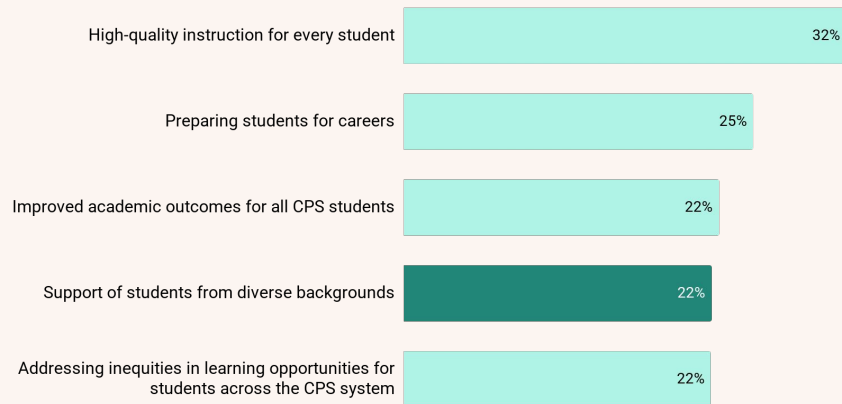 High-quality instruction for every student 32%
Preparing students for careers 25%
Improved academic outcomes for all CPS students 22%
Support of students from diverse backgrounds 22%
Addressing inequities in learning opportunities for
students across the CPS system 22%